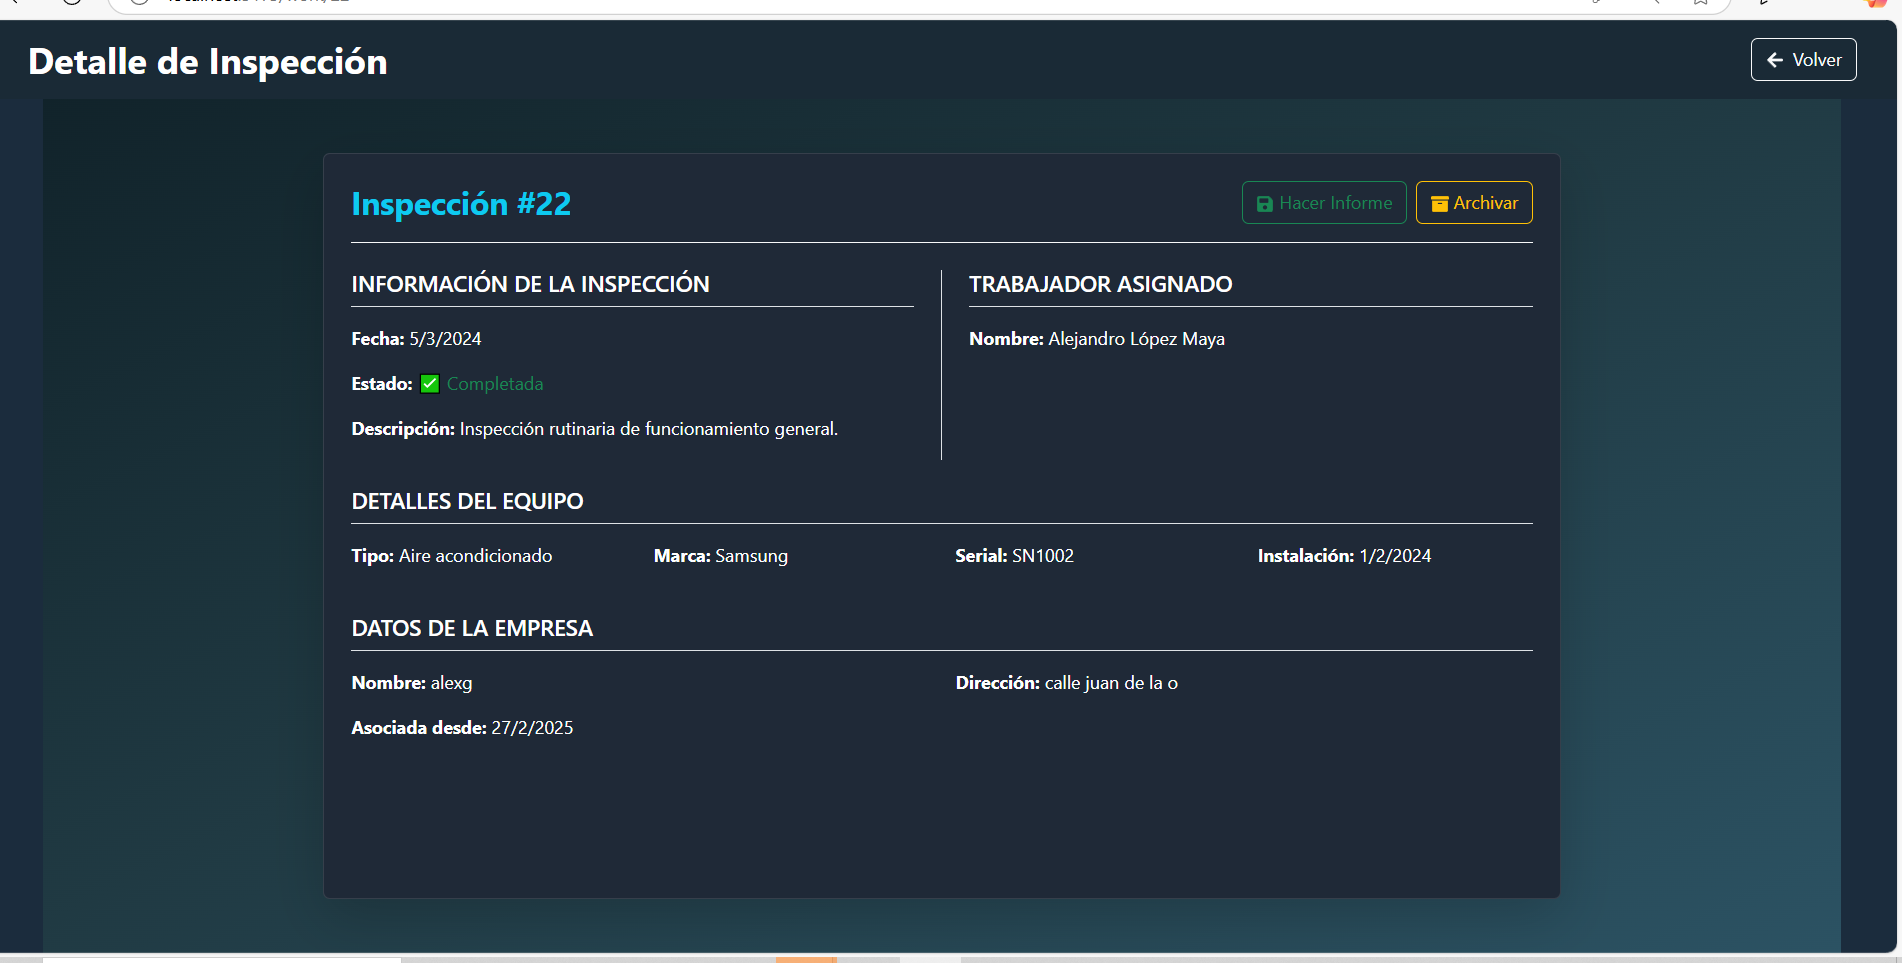 Detalle de Inspección
Volver
Inspección #22
Hacer Informe
Archivar
INFORMACIÓN DE LA INSPECCIÓN
Fecha: 5/3/2024
Estado: ✅ Completada
Descripción: Inspección rutinaria de funcionamiento general.
TRABAJADOR ASIGNADO
Nombre: Alejandro López Maya
DETALLES DEL EQUIPO
Tipo: Aire acondicionado
Marca: Samsung
Serial: SN1002
Instalación: 1/2/2024
DATOS DE LA EMPRESA
Nombre: alexg
Dirección: calle juan de la o
Asociada desde: 27/2/2025